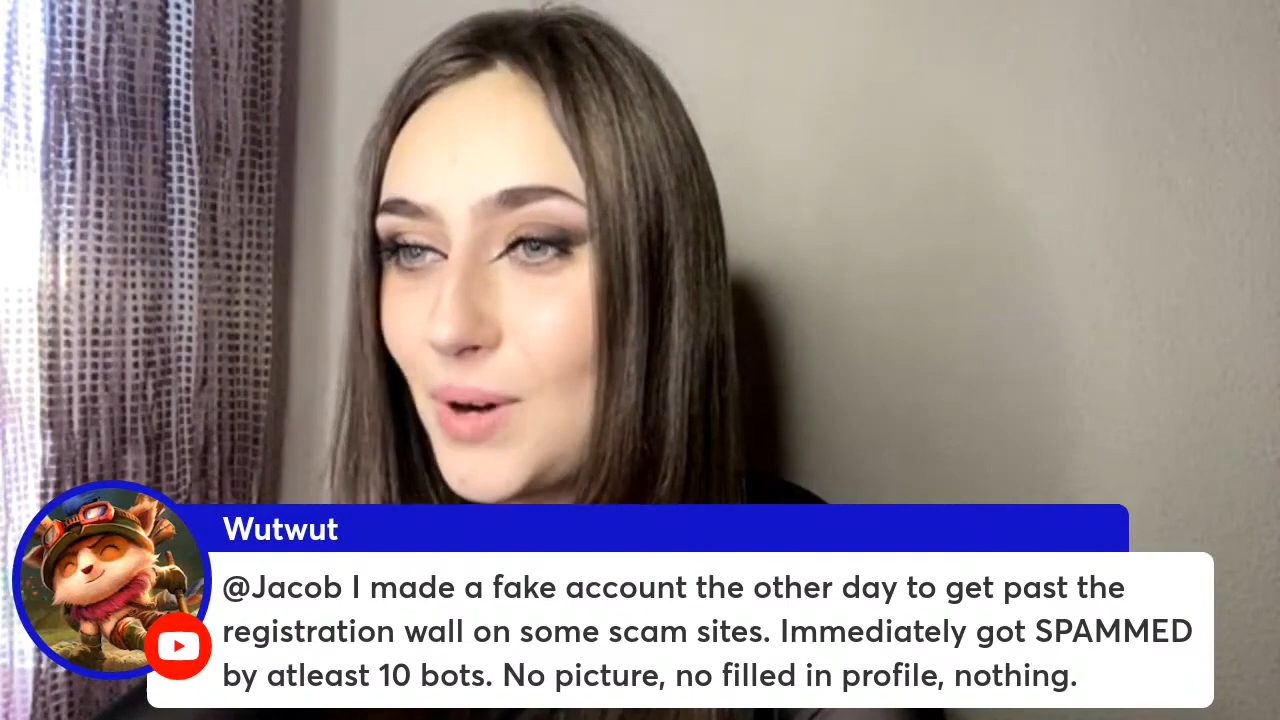 Wutwut
@Jacob I made a fake account the other day to get past the
registration wall on some scam sites. Immediately got SPAMMED
by atleast 10 bots. No picture, no filled in profile, nothing.